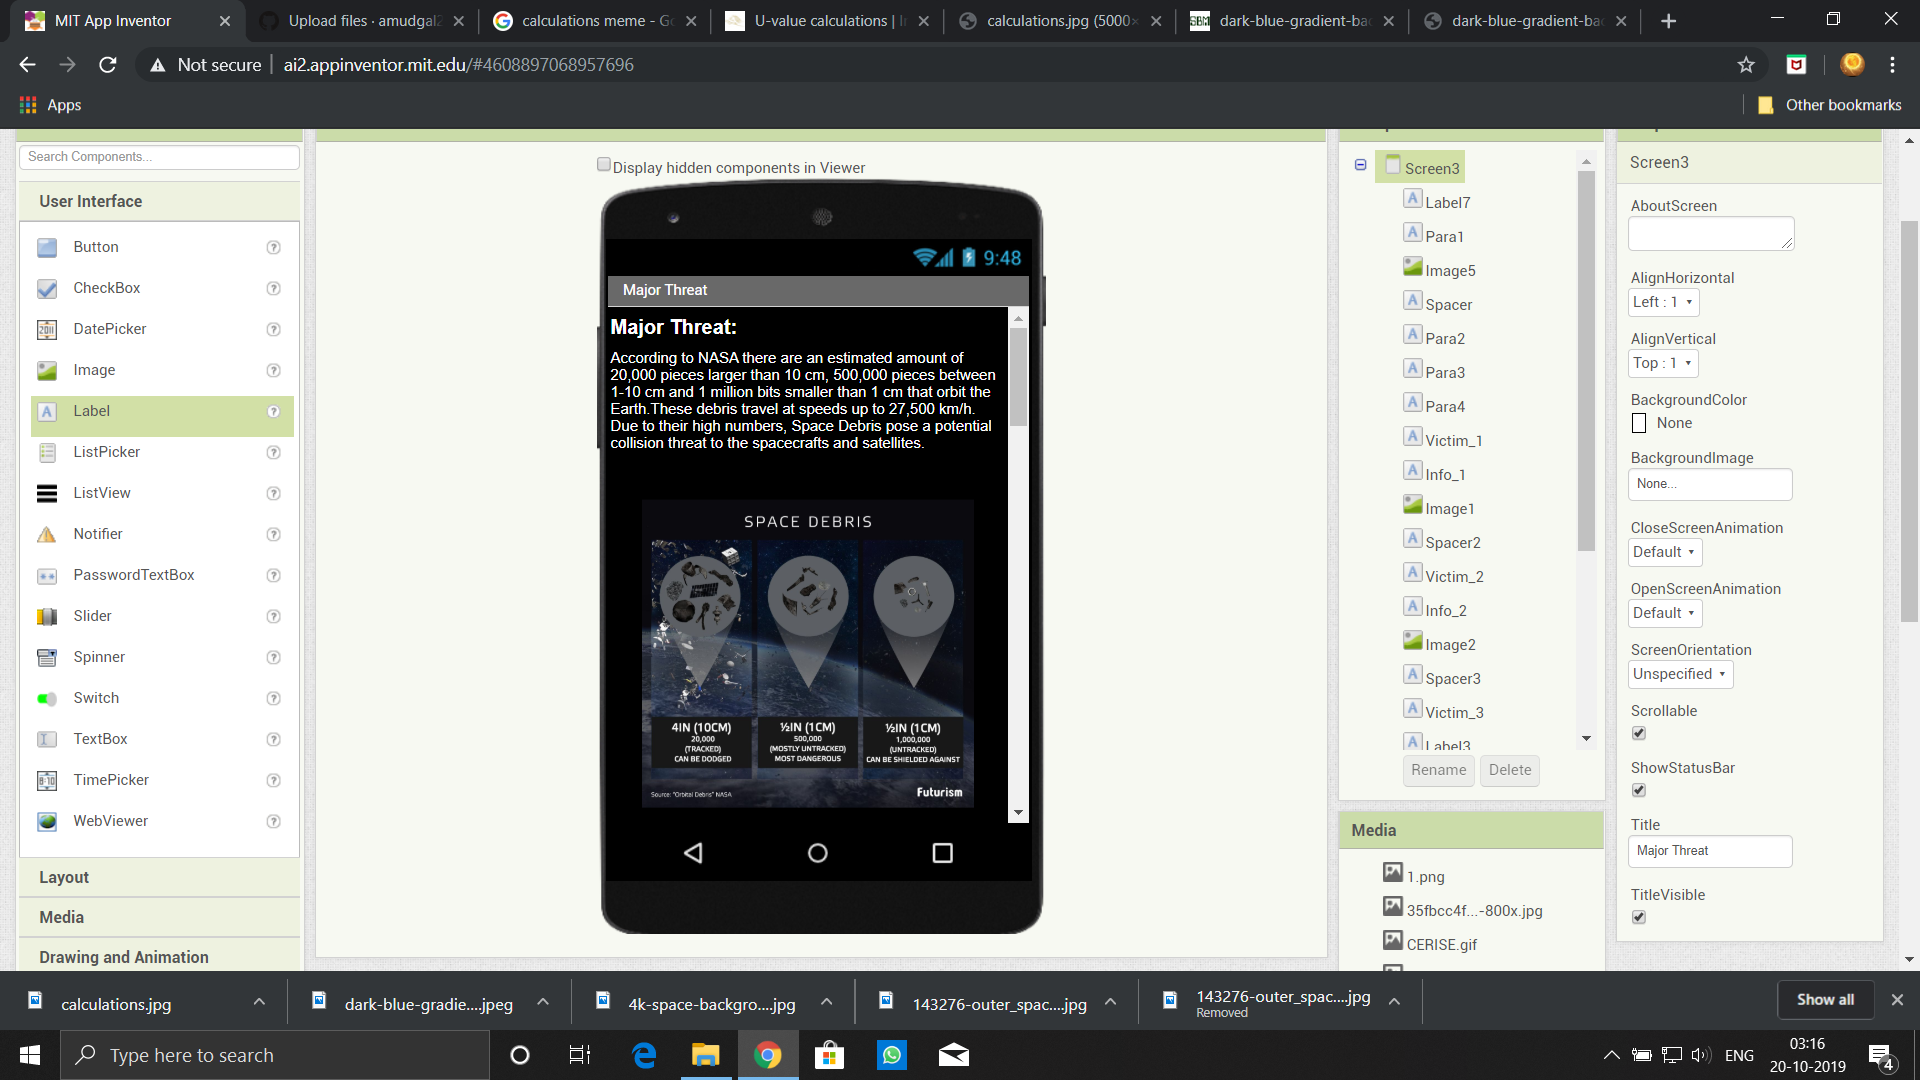 MIT App Inventor
Upload files · amudgal2
calculations meme - Go
U-value calculations | In
calculations.jpg (5000×
dark-blue-gradient-bac
dark-blue-gradient-bac
Not secure
ai2.appinventor.mit.edu/#4608897068957696
Apps
Other bookmarks
Search Components...
User Interface
Button
CheckBox
DatePicker
Image
Label
ListPicker
ListView
Notifier
PasswordTextBox
Slider
Spinner
Switch
TextBox
TimePicker
WebViewer
Layout
Media
Drawing and Animation
Display hidden components in Viewer
9:48
Major Threat
Major Threat:
According to NASA there are an estimated amount of
20,000 pieces larger than 10 cm, 500,000 pieces between
1-10 cm and 1 million bits smaller than 1 cm that orbit the
Earth.These debris travel at speeds up to 27,500 km/h.
Due to their high numbers, Space Debris pose a potential
collision threat to the spacecrafts and satellites.
SPACE DEBRIS
4IN (10CM)
20,000
(TRACKED)
CAN BE DODGED
½IN (1CM)
500,000
(MOSTLY UNTRACKED)
MOST DANGEROUS
½IN (1CM)
1,000,000
(UNTRACKED)
CAN BE SHIELDED AGAINST
Source: "Orbital Debris" NASA
Futurism
Screen3
Label7
Para1
Image5
Spacer
Para2
Para3
Para4
Victim_1
Info_1
Image1
Spacer2
Victim_2
Info_2
Image2
Spacer3
Victim_3
Label3
Rename
Delete
Media
1.png
35fbcc4f...-800x.jpg
CERISE.gif
Screen3
AboutScreen
AlignHorizontal
Left : 1
AlignVertical
Top : 1
BackgroundColor
None
BackgroundImage
None...
CloseScreenAnimation
Default
OpenScreenAnimation
Default
ScreenOrientation
Unspecified
Scrollable
ShowStatusBar
Title
Major Threat
TitleVisible
calculations.jpg
dark-blue-gradie....jpeg
4k-space-backgro....jpg
143276-outer_spac....jpg
143276-outer_spac....jpg
Removed
Show all
Type here to search
ENG
03:16
20-10-2019
4